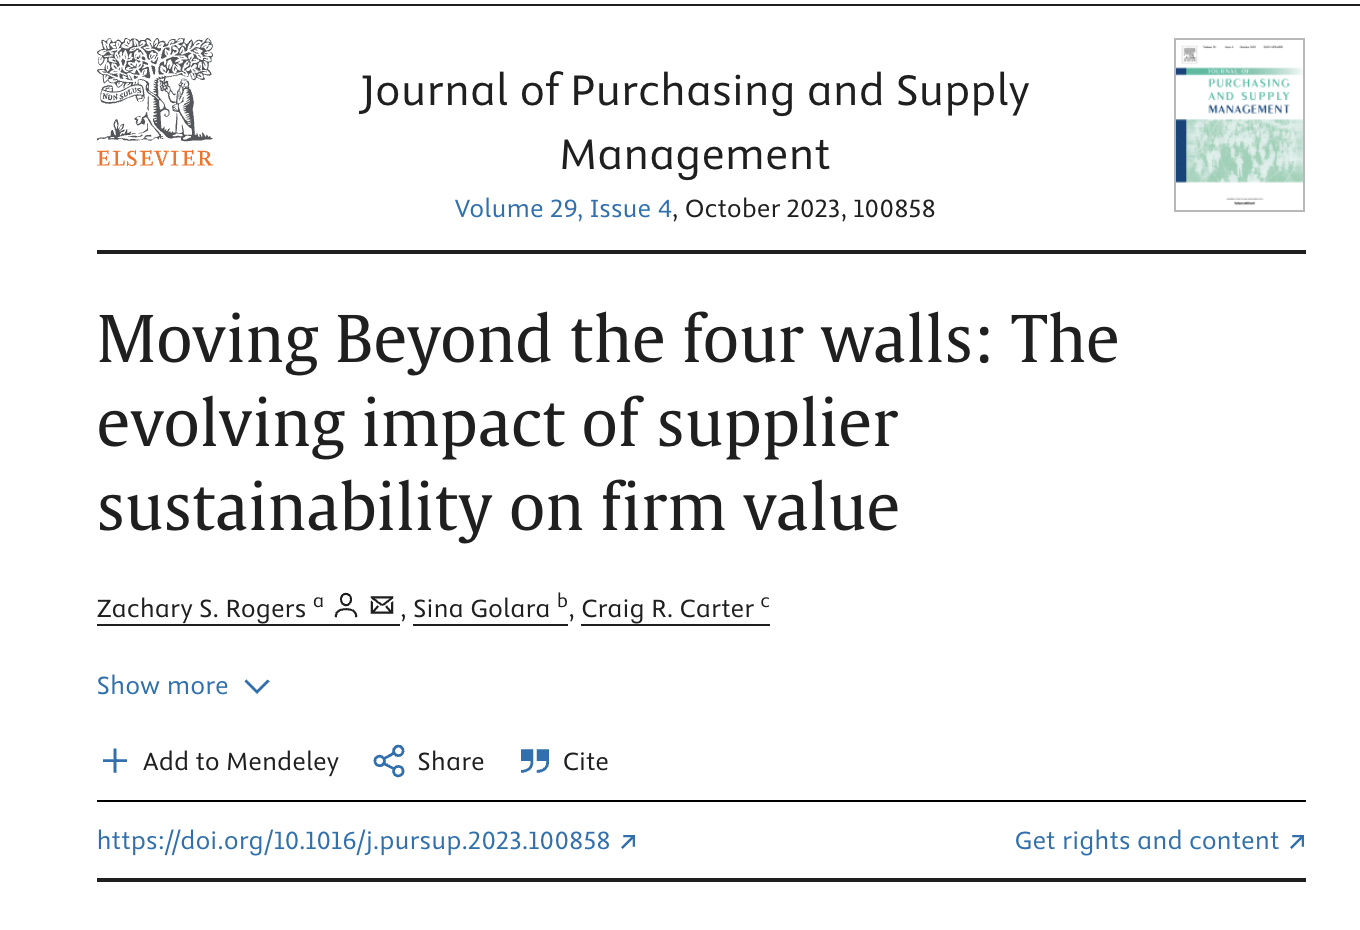 Journal of Purchasing and Supply
Management
Volume 29, Issue 4, October 2023, 100858
NON SOLUS
ELSEVIER
JOURNAL OF
PURCHASING
AND SUPPLY
MANAGEMENT
Moving Beyond the four walls: The
evolving impact of supplier
sustainability on firm value
Zachary S. Rogers a, Sina Golara b, Craig R. Carter c
Show more
Add to Mendeley Share Cite
https://doi.org/10.1016/j.pursup.2023.100858 Get rights and content